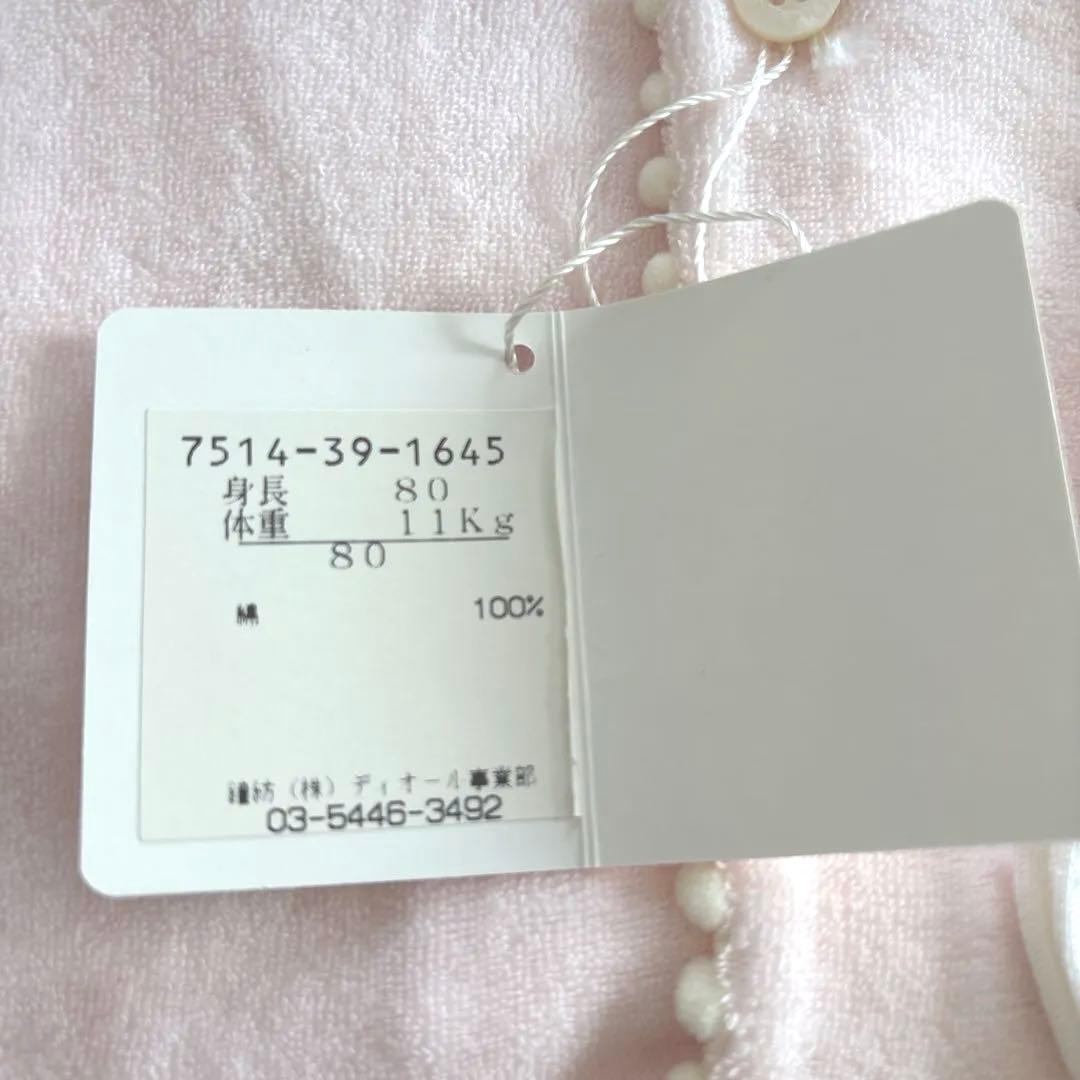 7514-39-1645
身長 80
体重 11Kg
80
綿 100%
鐘紡（株）ディオール事業部
03-5446-3492